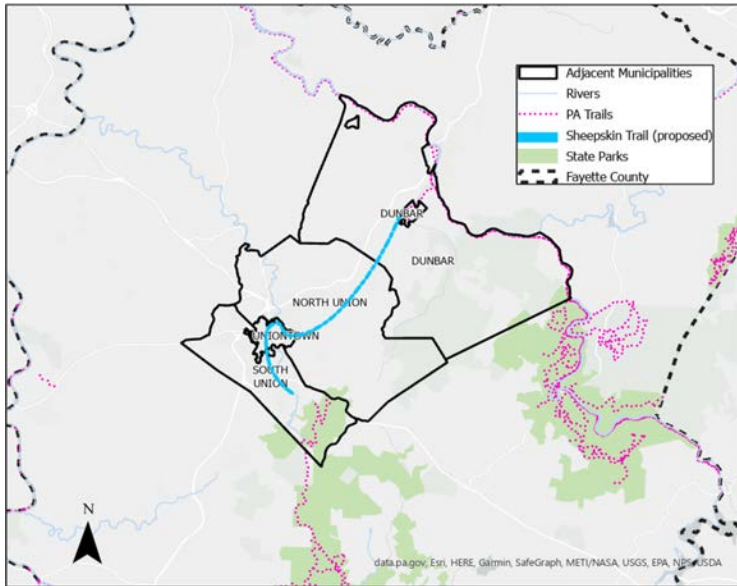 Adjacent Municipalities
Rivers
PA Trails
Sheepskin Trail (proposed)
State Parks
Fayette County
DUNBAR
DUNBAR
NORTH UNION
UNIONTOWN
SOUTH
UNION
N
data.pa.gov, Esri, HERE, Garmin, SafeGraph, METI/NASA, USGS, EPA, NPS, USDA